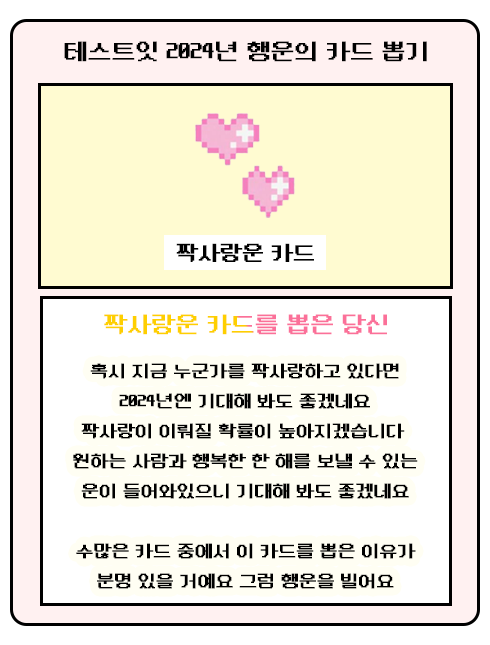 테스트잇 2024년 행운의 카드 뽑기
짝사랑운 카드
짝사랑운 카드를 뽑은 당신
혹시 지금 누군가를 짝사랑하고 있다면
2024년엔 기대해 봐도 좋겠네요
짝사랑이 이뤄질 확률이 높아지겠습니다
원하는 사람과 행복한 한 해를 보낼 수 있는
운이 들어와있으니 기대해 봐도 좋겠네요
수많은 카드 중에서 이 카드를 뽑은 이유가
분명 있을 거예요 그럼 행운을 빌어요